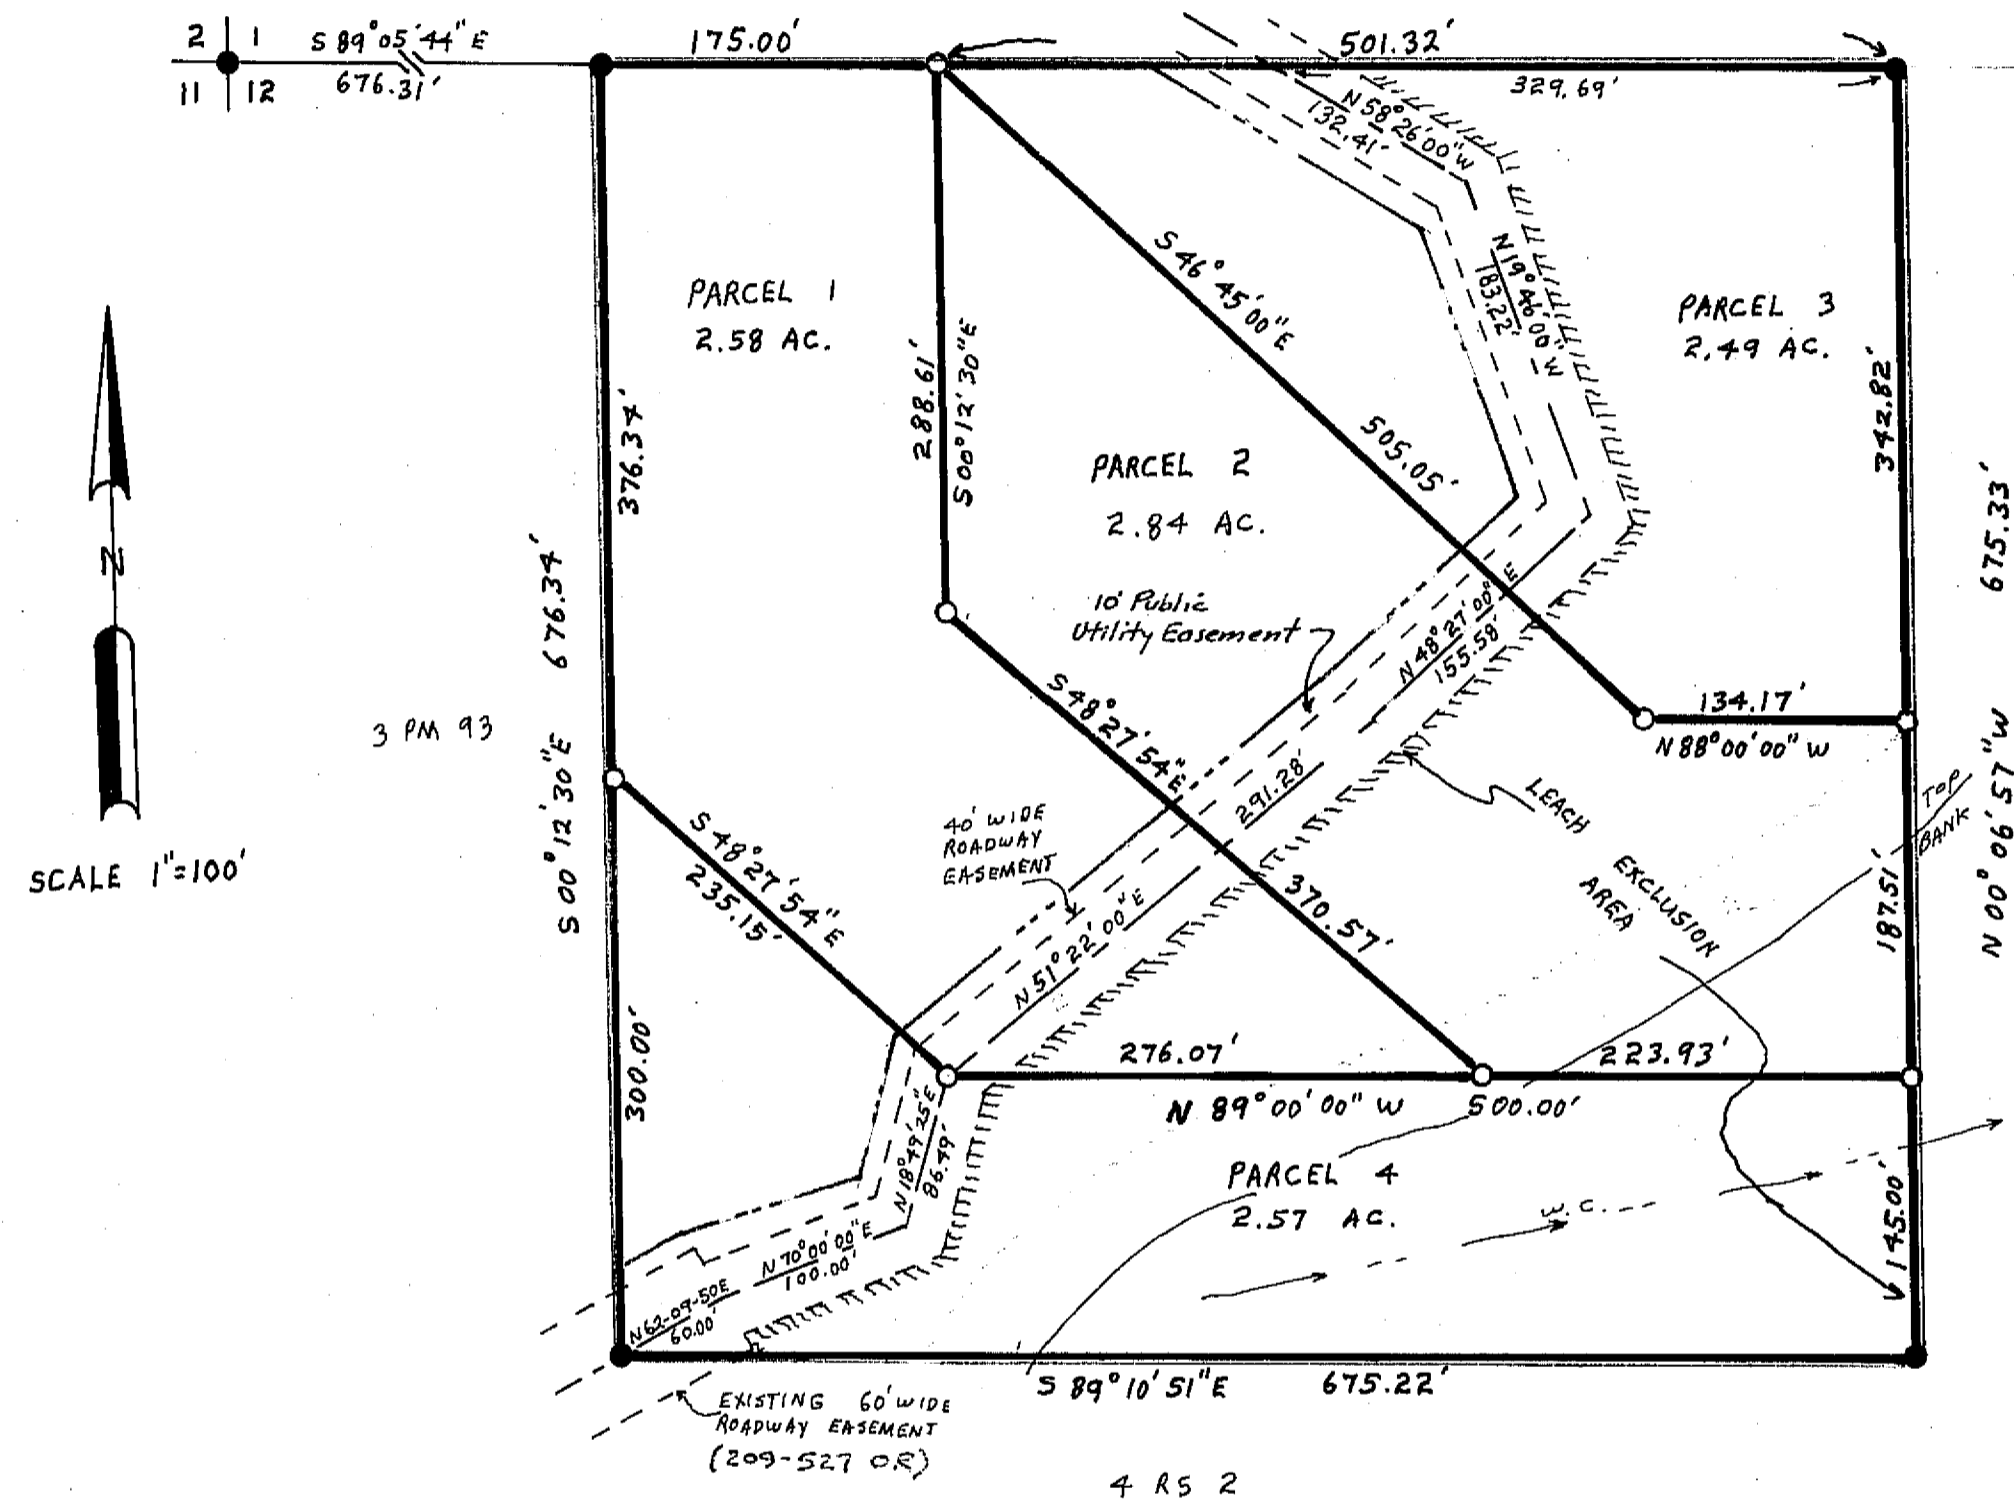 2 1
11 12
S 89°05'44" E
676.31'
175.00'
501.32'
329.69'
N 58°26'00" W
132.41'
N 19°46'00" W
183.22'
S 46°45'00" E
505.05'
PARCEL 1
2.58 AC.
PARCEL 2
2.84 AC.
PARCEL 3
2.49 AC.
288.61'
S 00°12'30" E
376.34'
342.82'
N
SCALE 1"=100'
3 PM 93
S 00°12'30" E 676.34'
N 00°06'57" W 675.33'
10' Public
Utility Easement
N 48°27'00" E
155.58'
134.17'
N 88°00'00" W
S 48°27'54" E
370.57'
291.28'
40' WIDE
ROADWAY
EASEMENT
N 51°22'00" E
LEACH
EXCLUSION
AREA
TOP
BANK
187.51'
S 48°27'54" E
235.15'
300.00'
276.07'
223.93'
N 89°00'00" W 500.00'
N 18°49'25" E
86.49'
PARCEL 4
2.57 AC.
W.C.
145.00'
N 70°00'00" E
100.00'
N 62-09-50 E
60.00'
S 89°10'51" E 675.22'
EXISTING 60' WIDE
ROADWAY EASEMENT
(209-527 O.R.)
4 RS 2